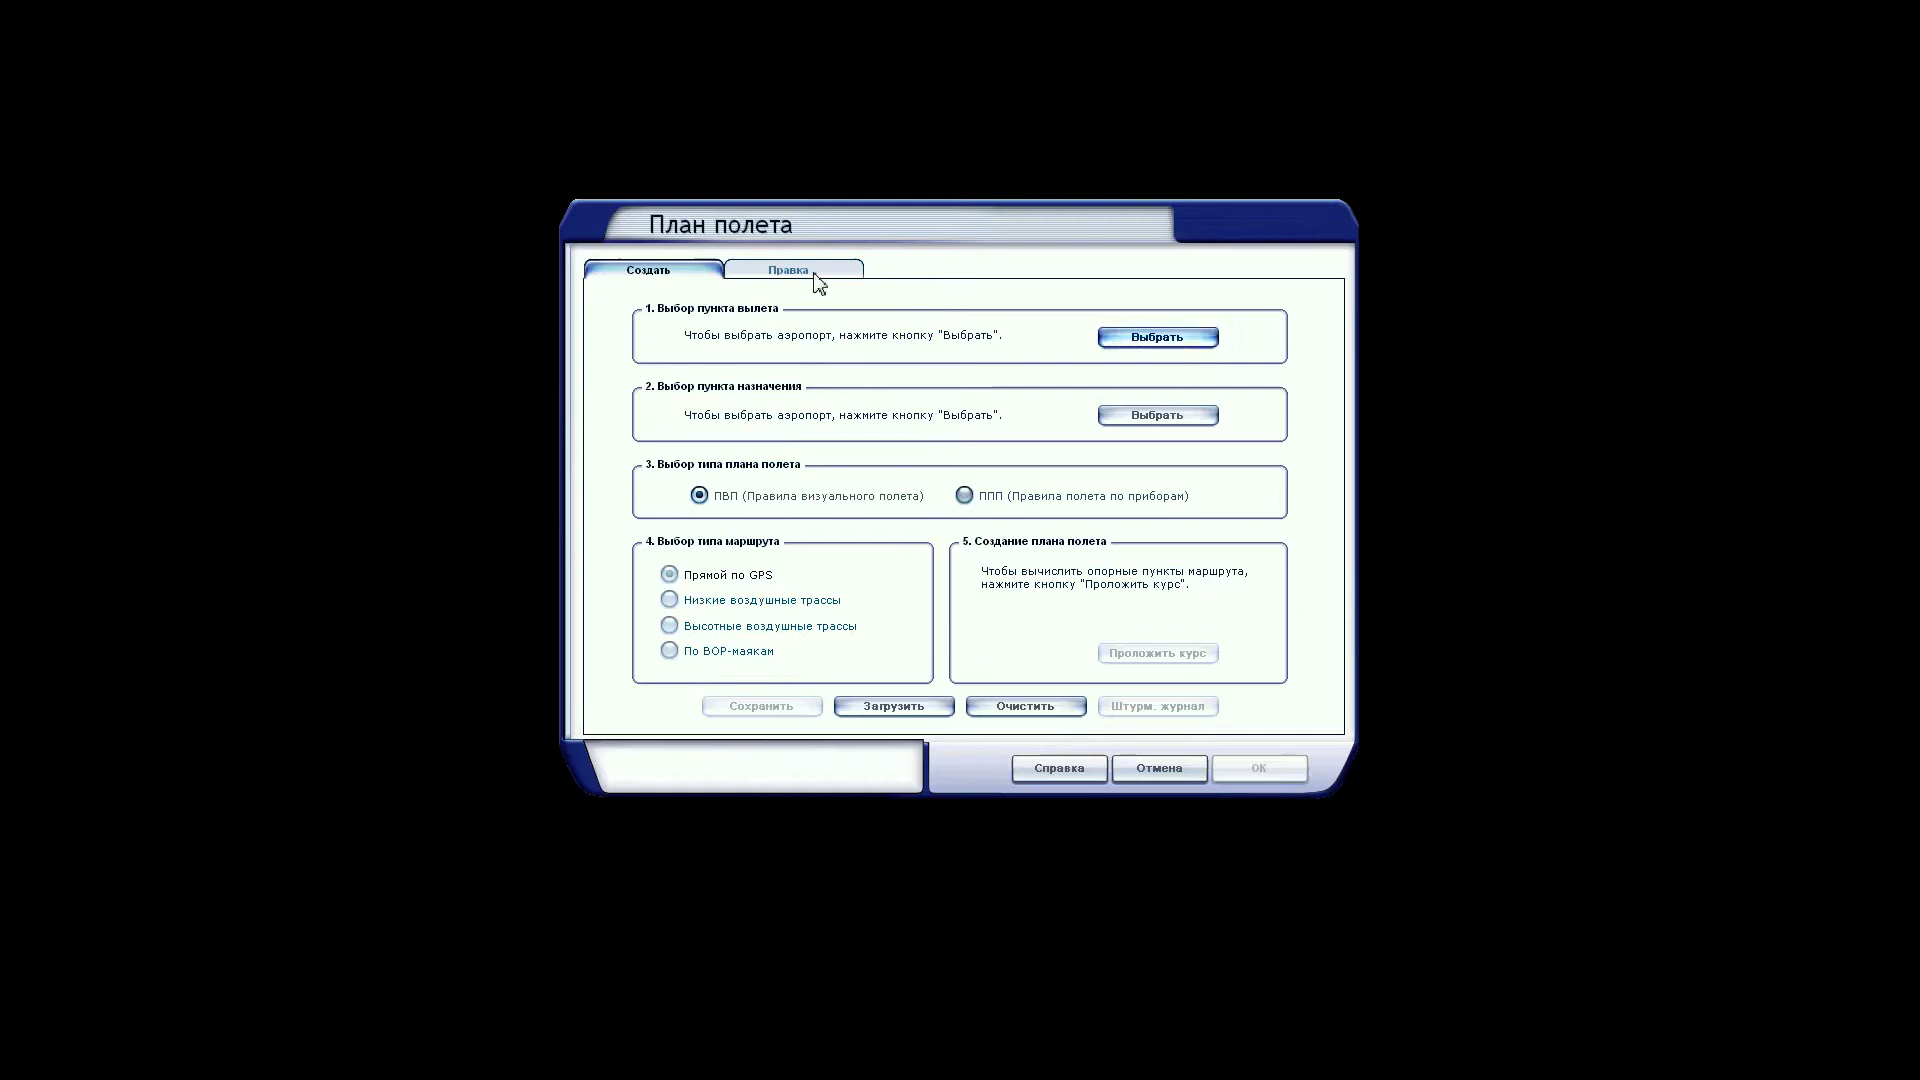 План полета
Создать
Правка
1. Выбор пункта вылета
Чтобы выбрать аэропорт, нажмите кнопку "Выбрать".
Выбрать
2. Выбор пункта назначения
Чтобы выбрать аэропорт, нажмите кнопку "Выбрать".
Выбрать
3. Выбор типа плана полета
ПВП (Правила визуального полета)
ППП (Правила полета по приборам)
4. Выбор типа маршрута
Прямой по GPS
Низкие воздушные трассы
Высотные воздушные трассы
По ВОР-маякам
5. Создание плана полета
Чтобы вычислить опорные пункты маршрута,
нажмите кнопку "Проложить курс".
Проложить курс
Сохранить
Загрузить
Очистить
Штурм. журнал
Справка
Отмена
OK